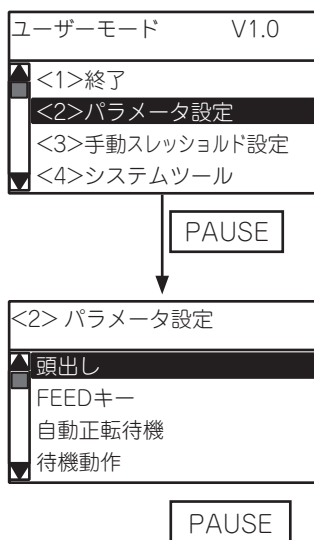 ユーザーモード V1.0
<1>終了
<2>パラメータ設定
<3>手動スレッショルド設定
<4>システムツール
PAUSE
<2> パラメータ設定
頭出し
FEEDキー
自動正転待機
待機動作
PAUSE